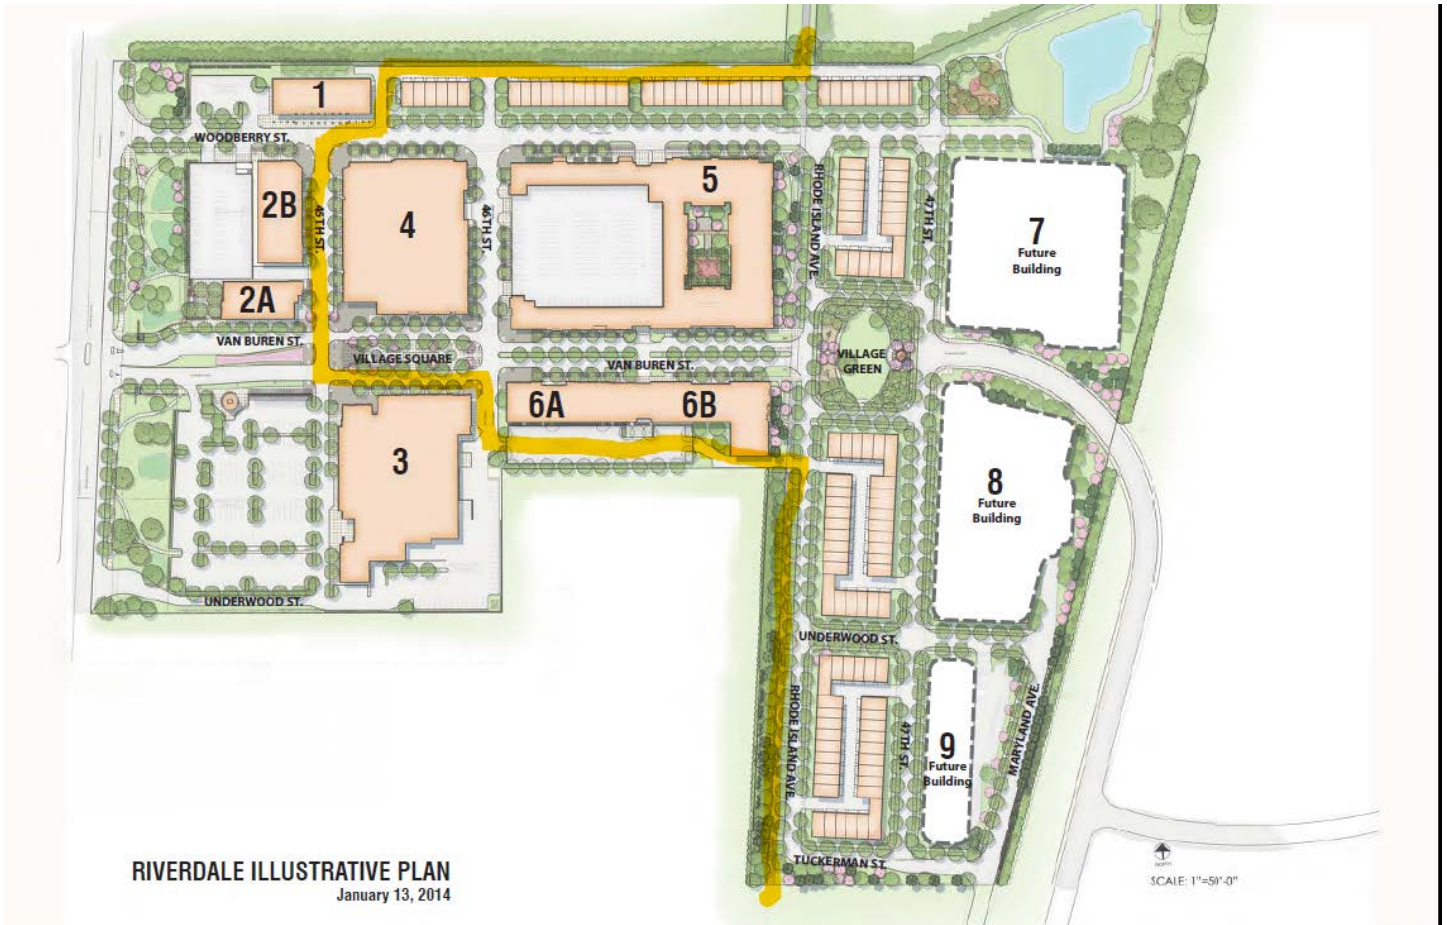 1
WOODBERRY ST.
2B
45TH ST.
4
46TH ST.
5
RHODE ISLAND AVE.
47TH ST.
7
Future
Building
2A
VAN BUREN ST.
VILLAGE SQUARE
VAN BUREN ST.
VILLAGE
GREEN
6A
6B
3
8
Future
Building
UNDERWOOD ST.
UNDERWOOD ST.
RHODE ISLAND AVE.
47TH ST.
9
Future
Building
MARYLAND AVE.
TUCKERMAN ST.
RIVERDALE ILLUSTRATIVE PLAN
January 13, 2014
NORTH
SCALE: 1"=50'-0"